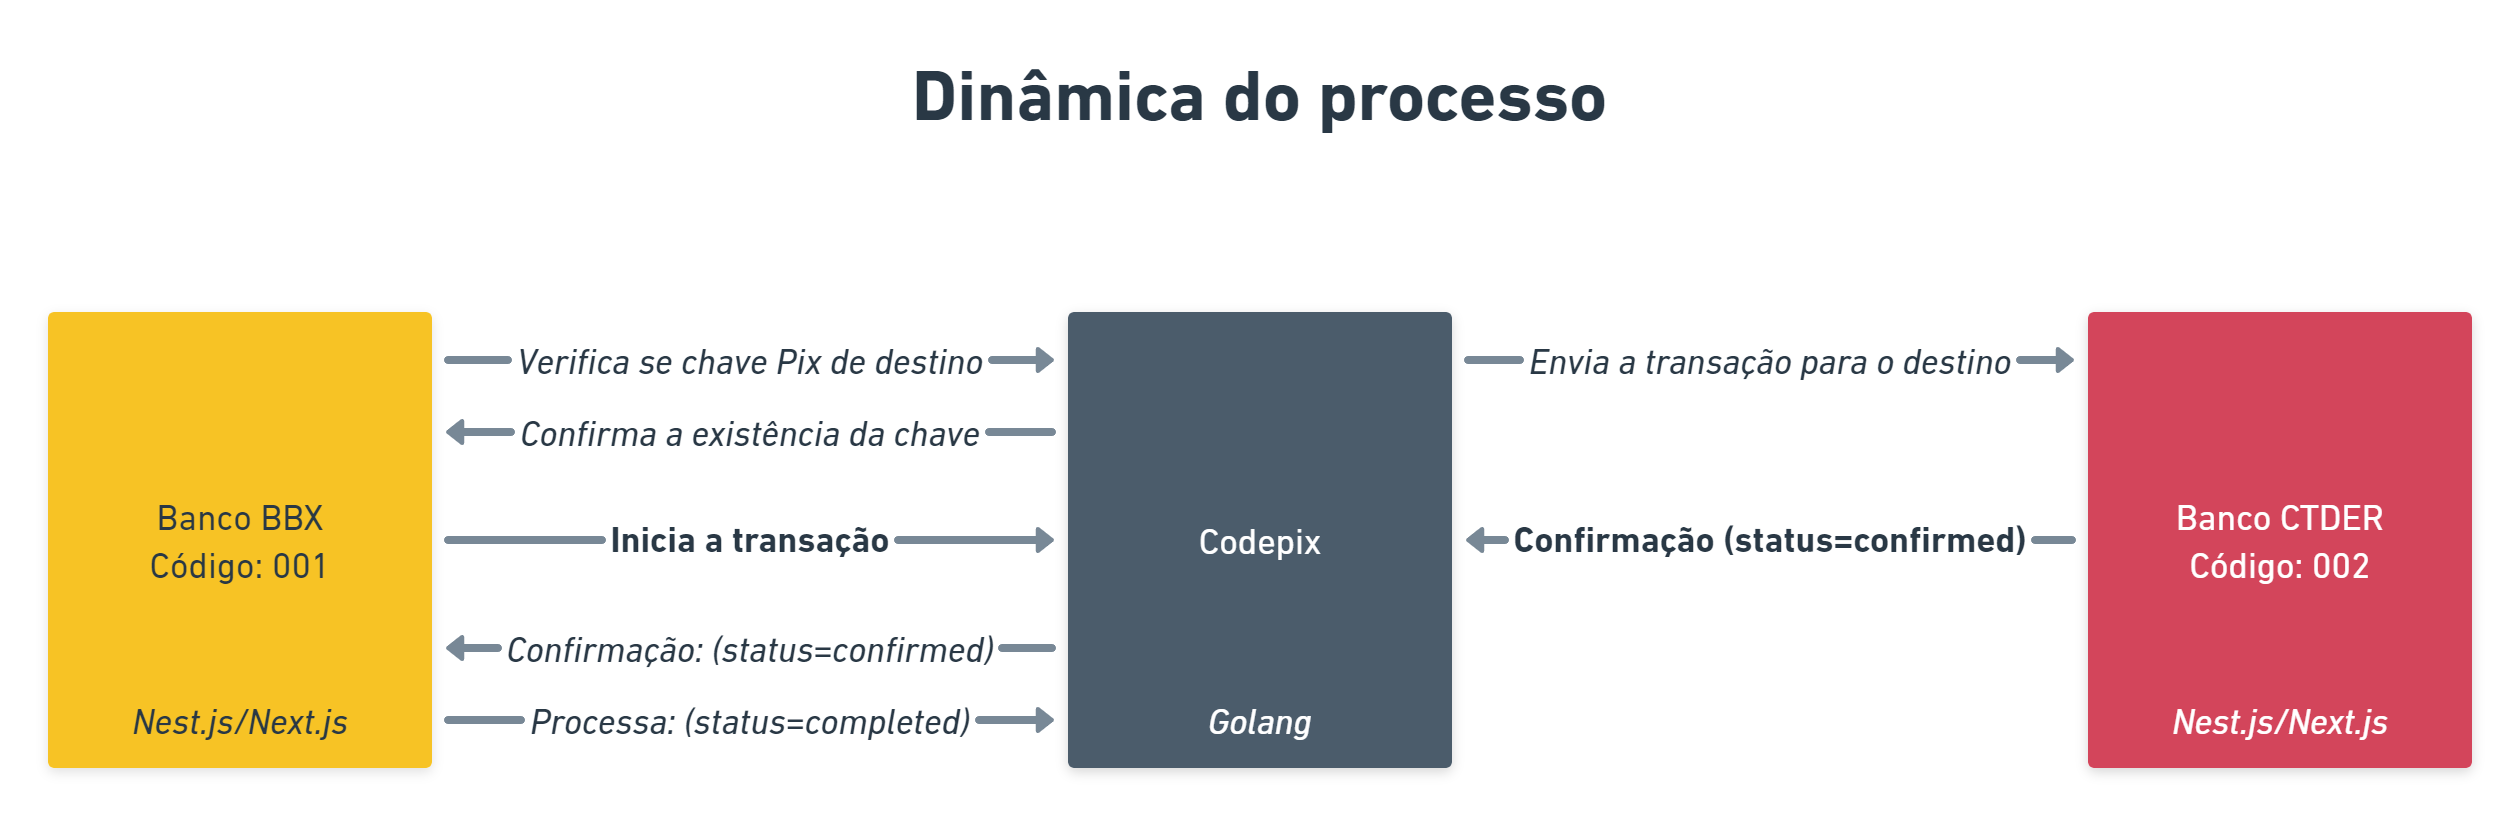 Dinâmica do processo
Banco BBX
Código: 001
Nest.js/Next.js
Verifica se chave Pix de destino
Confirma a existência da chave
Inicia a transação
Confirmação: (status=confirmed)
Processa: (status=completed)
Codepix
Golang
Envia a transação para o destino
Confirmação (status=confirmed)
Banco CTDER
Código: 002
Nest.js/Next.js